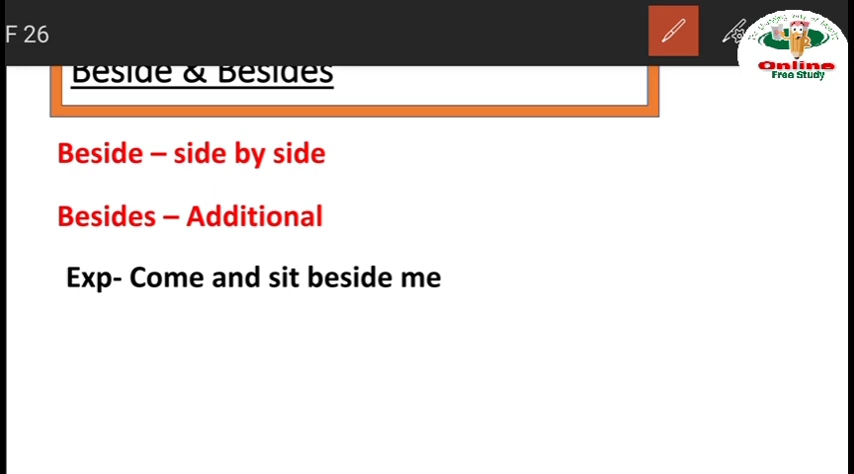 F 26
Online
Free Study
Beside & Besides
Beside – side by side
Besides – Additional
Exp- Come and sit beside me